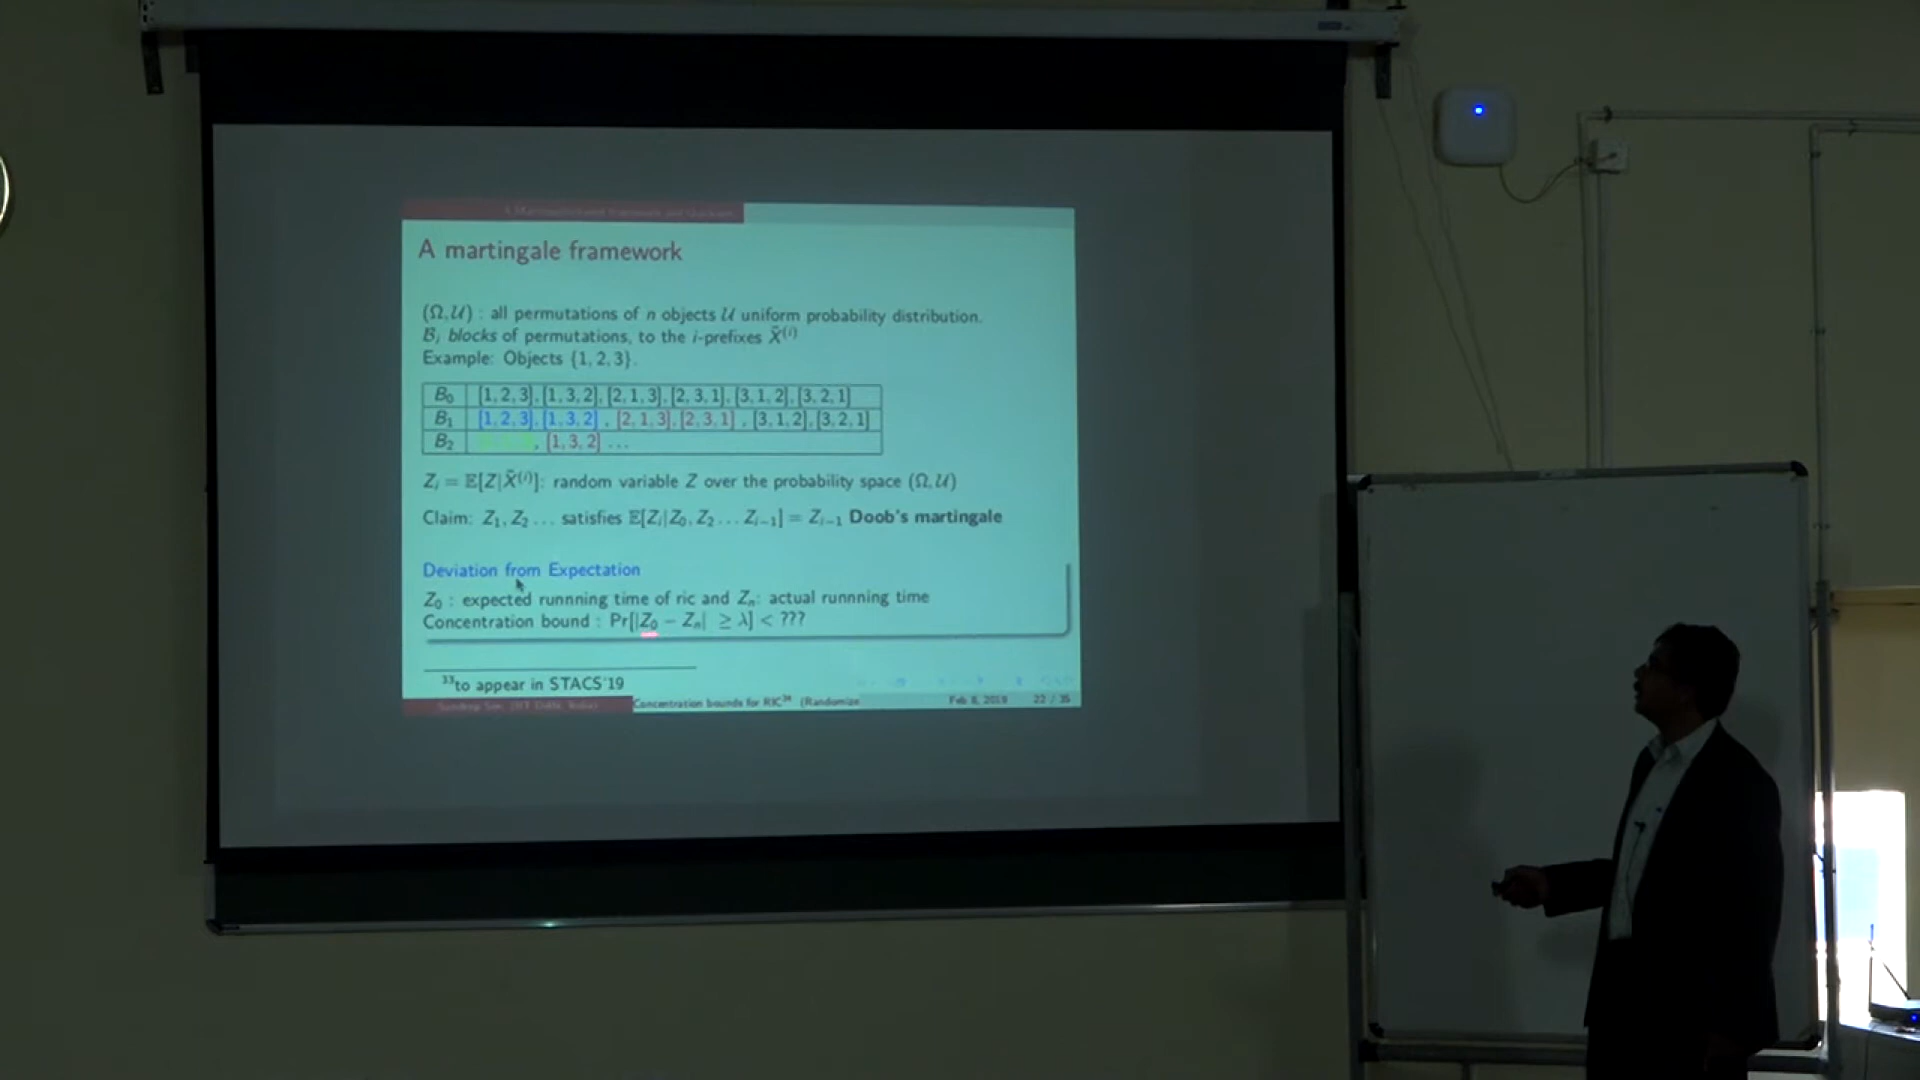 A martingale framework
(Ω, 𝒰) : all permutations of n objects 𝒰 uniform probability distribution.
ℬᵢ blocks of permutations, to the i-prefixes X̃⁽ⁱ⁾
Example: Objects {1, 2, 3}.
B₀ [1, 2, 3], [1, 3, 2], [2, 1, 3], [2, 3, 1], [3, 1, 2], [3, 2, 1]
B₁ [1, 2, 3], [1, 3, 2] , [2, 1, 3], [2, 3, 1] , [3, 1, 2], [3, 2, 1]
B₂ , [1, 3, 2] ...
Zᵢ = 𝔼[Z|X̃⁽ⁱ⁾]: random variable Z over the probability space (Ω, 𝒰)
Claim: Z₁, Z₂ ... satisfies 𝔼[Zᵢ|Z₀, Z₂ ... Zᵢ₋₁] = Zᵢ₋₁ Doob's martingale
Deviation from Expectation
Z₀ : expected runnning time of ric and Zₙ: actual runnning time
Concentration bound : Pr[|Z₀ − Zₙ| ≥ λ] < ???
³³to appear in STACS'19
Concentration bounds for RIC³⁴ (Randomize Feb 8, 2019 22 / 35